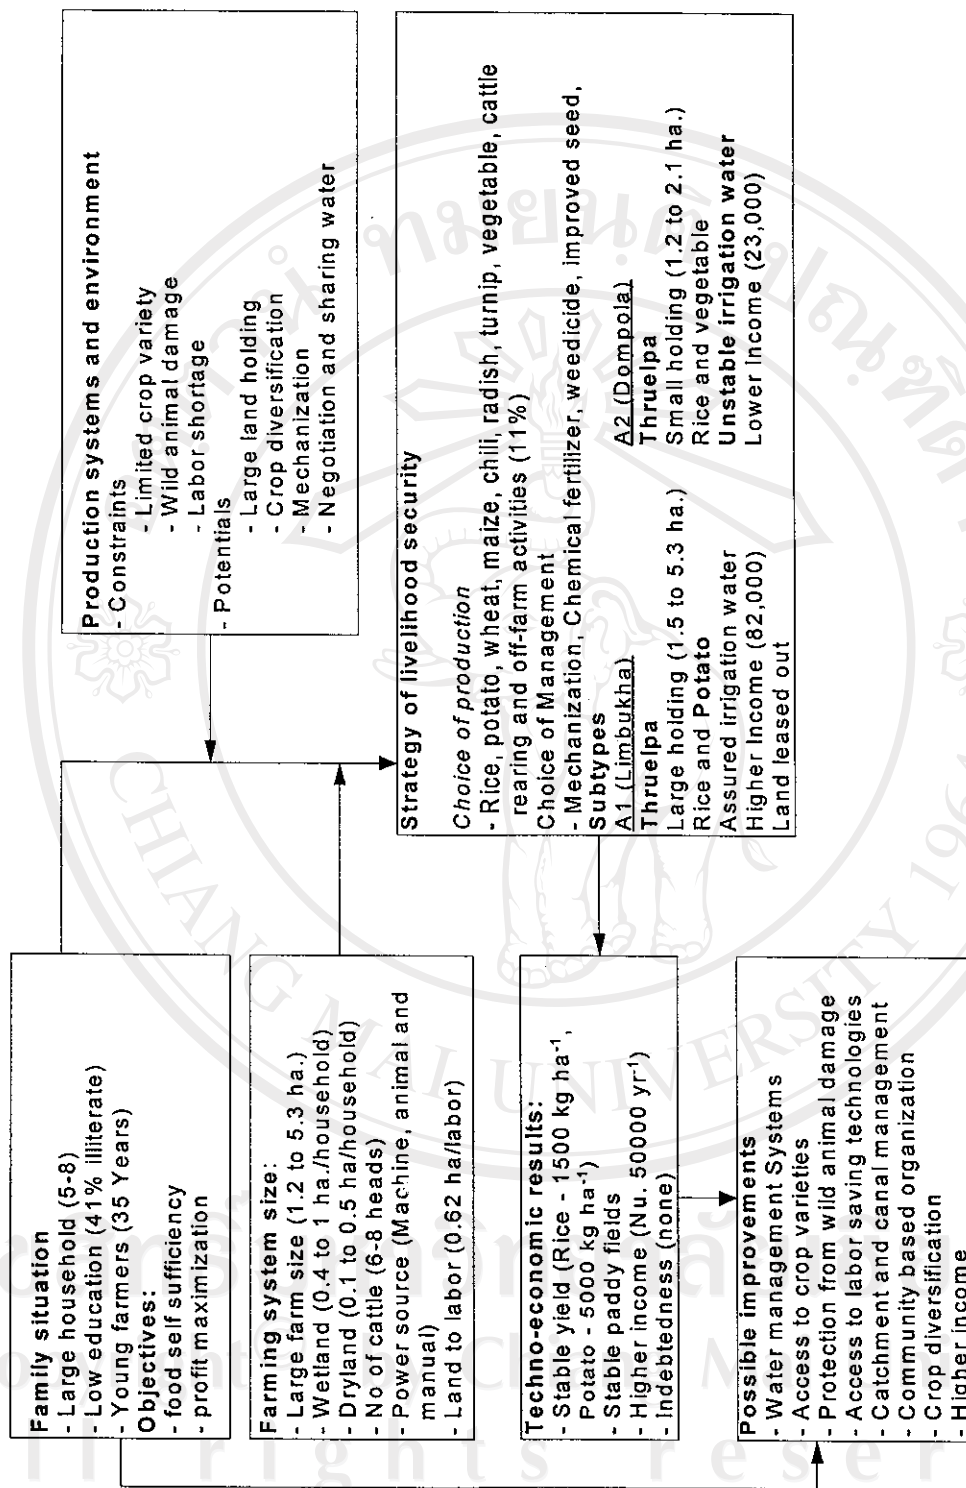 Family situation
- Large household (5-8)
- Low education (41% illiterate)
- Young farmers (35 Years)
Objectives:
- food self sufficiency
- profit maximization
Production systems and environment
- Constraints
- Limited crop variety
- Wild animal damage
- Labor shortage
- Potentials
- Large land holding
- Crop diversification
- Mechanization
- Negotiation and sharing water
Farming system size:
- Large farm size (1.2 to 5.3 ha.)
- Wetland (0.4 to 1 ha./household)
- Dryland (0.1 to 0.5 ha/household)
- No of cattle (6-8 heads)
- Power source (Machine, animal and
manual)
- Land to labor (0.62 ha/labor)
Strategy of livelihood security
Choice of production
- Rice, potato, wheat, maize, chili, radish, turnip, vegetable, cattle
rearing and off-farm activities (11%)
Choice of Management
- Mechanization, Chemical fertilizer, weedicide, improved seed,
Subtypes
A1 (Limbukha)
Thruelpa
Large holding (1.5 to 5.3 ha.)
Rice and Potato
Assured irrigation water
Higher Income (82,000)
Land leased out
A2 (Dompola)
Thruelpa
Small holding (1.2 to 2.1 ha.)
Rice and vegetable
Unstable irrigation water
Lower Income (23,000)
Techno-economic results:
- Stable yield (Rice - 1500 kg ha⁻¹,
Potato - 5000 kg ha⁻¹)
- Stable paddy fields
- Higher income (Nu. 50000 yr⁻¹)
- Indebtedness (none)
Possible improvements
- Water management Systems
- Access to crop varieties
- Protection from wild animal damage
- Access to labor saving technologies
- Catchment and canal management
- Community based organization
- Crop diversification
- Higher income
CHIANG MAI UNIVERSITY 1964